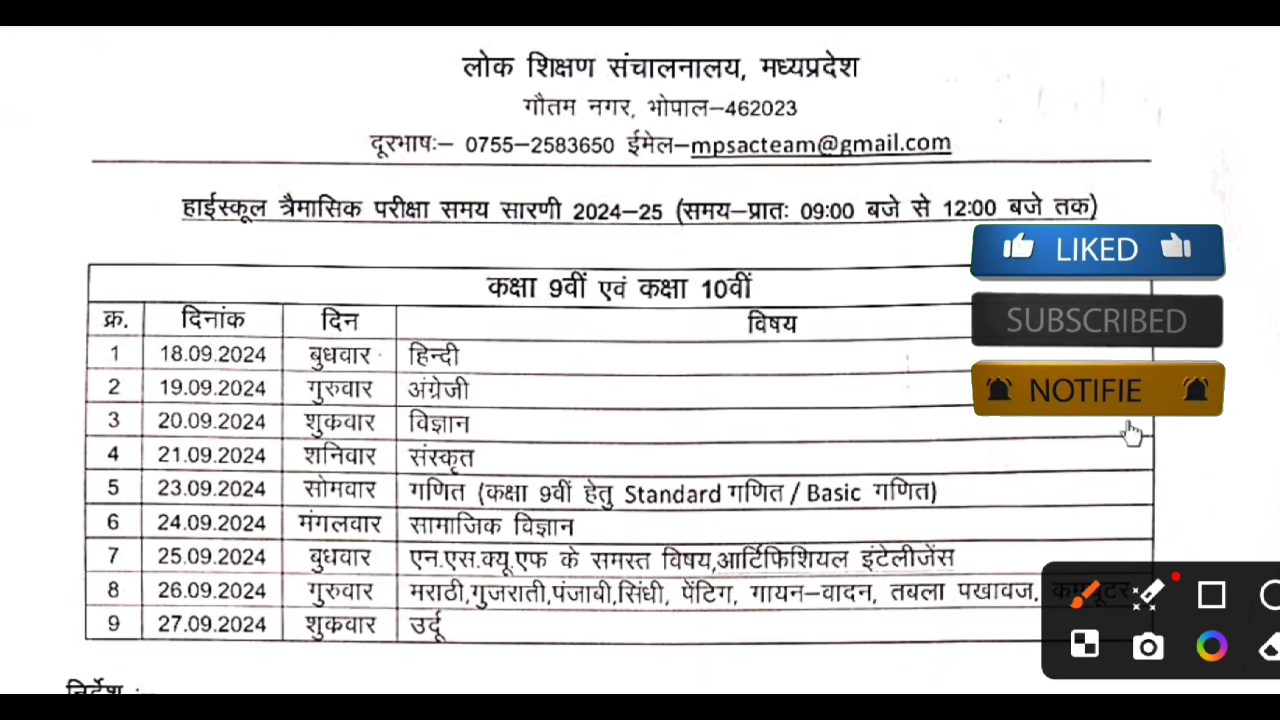 लोक शिक्षण संचालनालय, मध्यप्रदेश
गौतम नगर, भोपाल–462023
दूरभाषः– 0755–2583650 ईमेल–mpsacteam@gmail.com
हाईस्कूल त्रैमासिक परीक्षा समय सारणी 2024–25 (समय–प्रातः 09:00 बजे से 12:00 बजे तक)
LIKED
कक्षा 9वीं एवं कक्षा 10वीं
क्र. दिनांक दिन विषय
SUBSCRIBED
1 18.09.2024 बुधवार हिन्दी
2 19.09.2024 गुरुवार अंग्रेजी
NOTIFIE
3 20.09.2024 शुकवार विज्ञान
4 21.09.2024 शनिवार संस्कृत
5 23.09.2024 सोमवार गणित (कक्षा 9वीं हेतु Standard गणित / Basic गणित)
6 24.09.2024 मंगलवार सामाजिक विज्ञान
7 25.09.2024 बुधवार एन.एस.क्यू.एफ के समस्त विषय,आर्टिफिशियल इंटेलीजेंस
8 26.09.2024 गुरुवार मराठी,गुजराती,पंजाबी,सिंधी, पेंटिग, गायन–वादन, तबला पखावज,
9 27.09.2024 शुकवार उर्दू
निर्देश :–